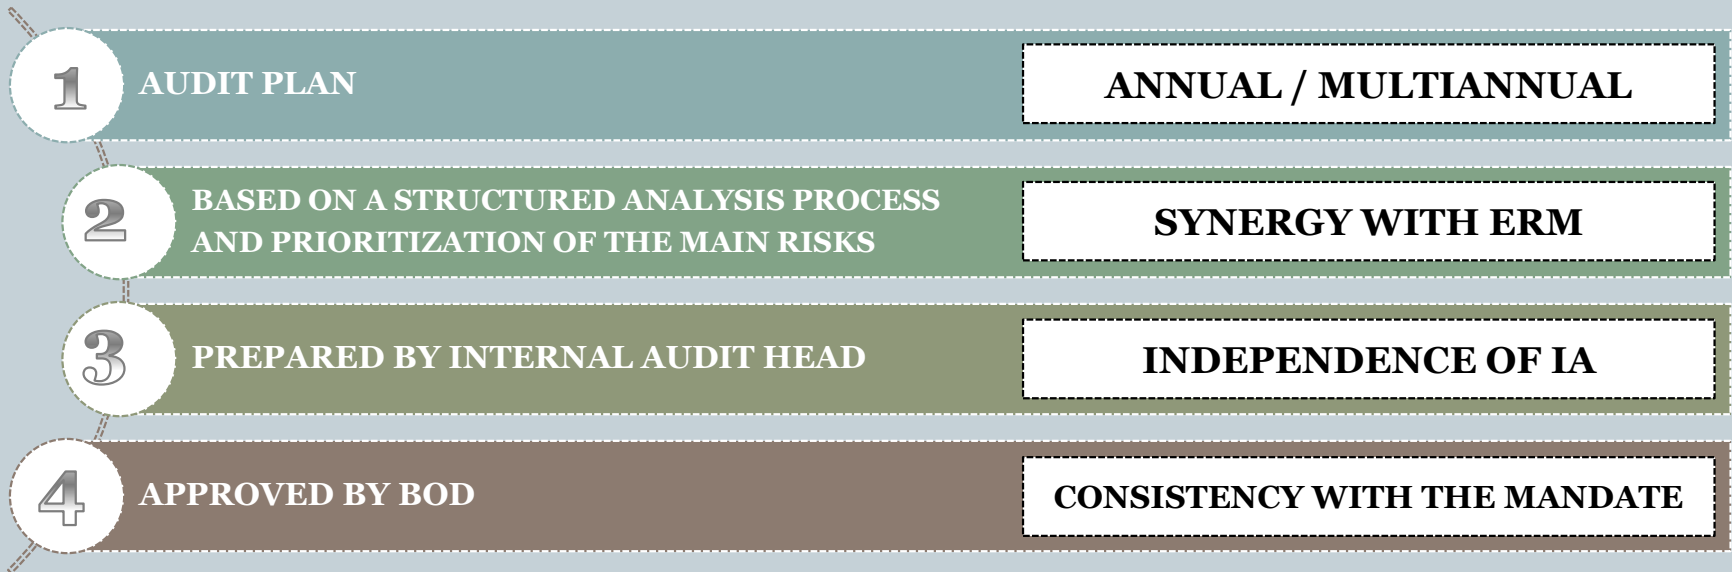 1
AUDIT PLAN
ANNUAL / MULTIANNUAL
2
BASED ON A STRUCTURED ANALYSIS PROCESS
AND PRIORITIZATION OF THE MAIN RISKS
SYNERGY WITH ERM
3
PREPARED BY INTERNAL AUDIT HEAD
INDEPENDENCE OF IA
4
APPROVED BY BOD
CONSISTENCY WITH THE MANDATE